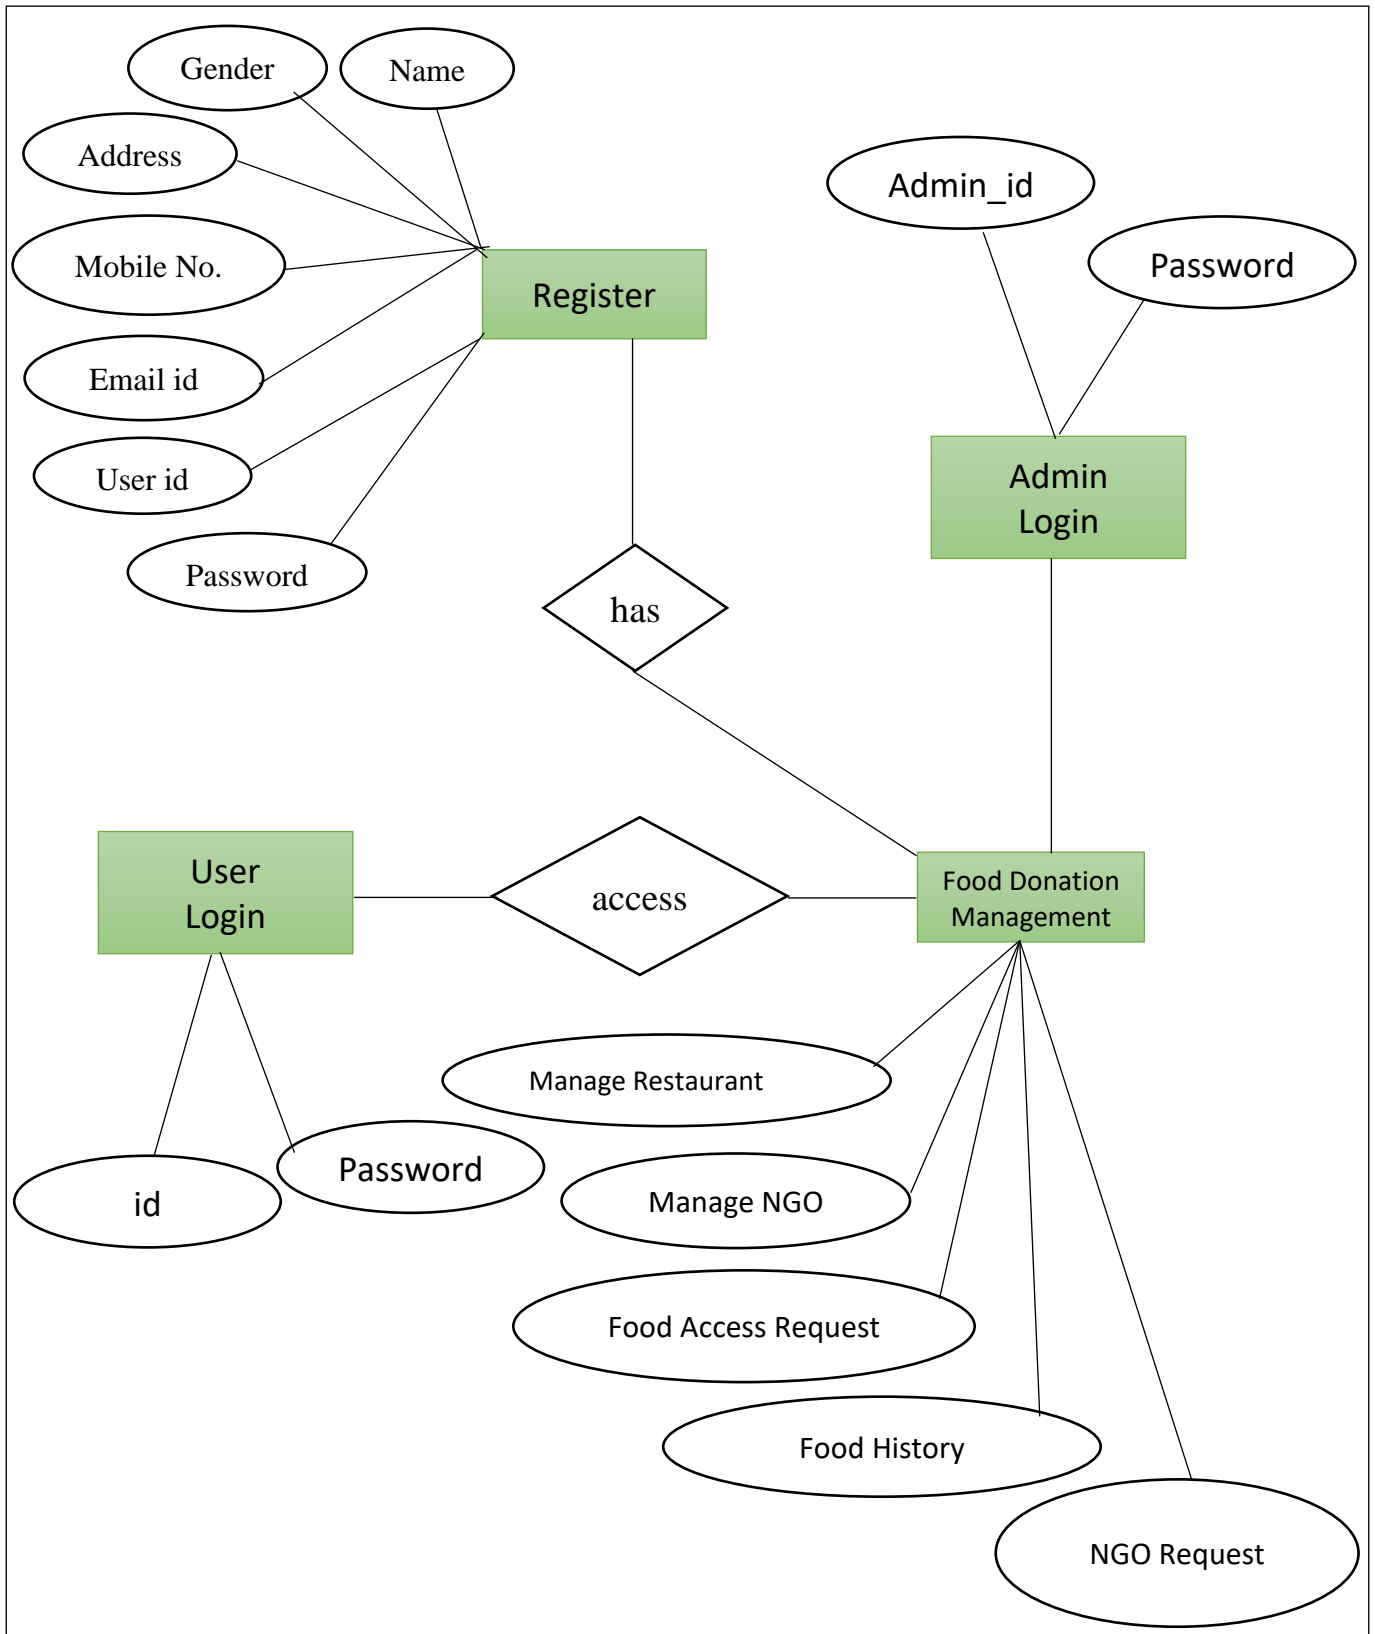 Gender
Name
Address
Mobile No.
Email id
User id
Password
Register
Admin_id
Password
Admin
Login
has
User
Login
access
Food Donation
Management
id
Password
Manage Restaurant
Manage NGO
Food Access Request
Food History
NGO Request